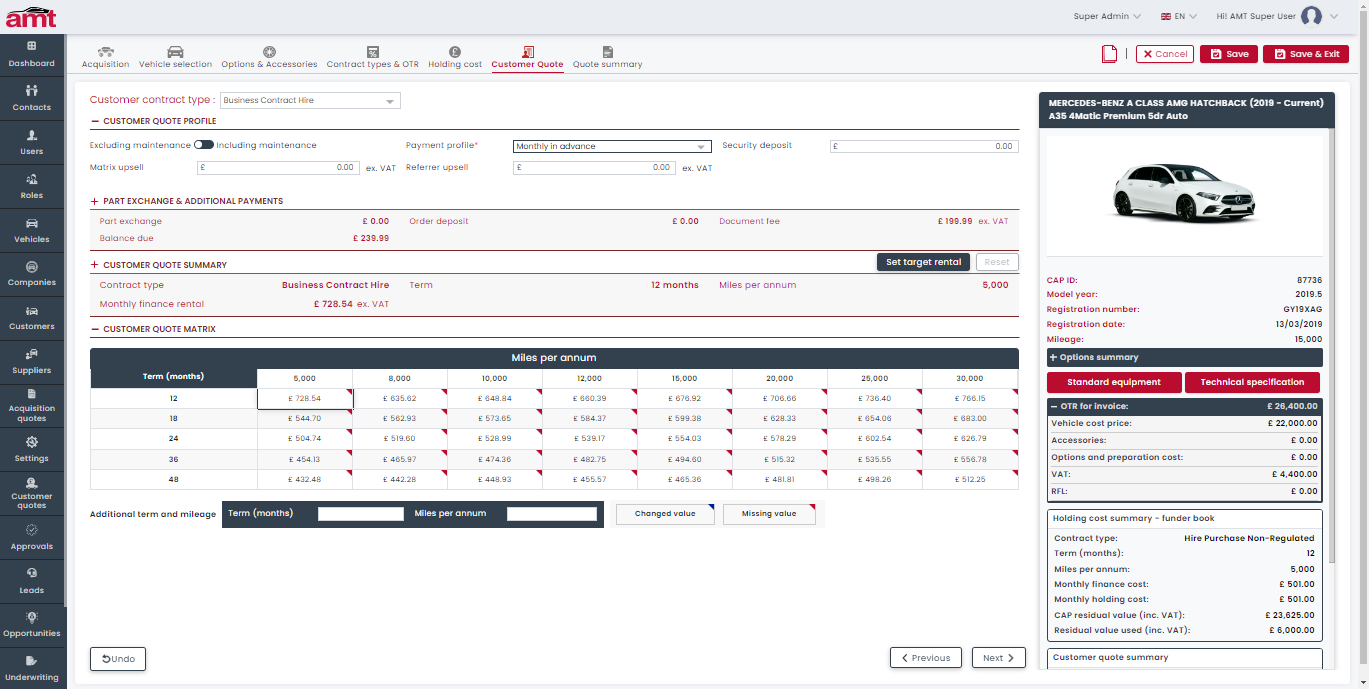 amt
Super Admin
EN
Hi! AMT Super User
Dashboard
Contacts
Users
Roles
Vehicles
Companies
Customers
Suppliers
Acquisition
quotes
Settings
Customer
quotes
Approvals
Leads
Opportunities
Underwriting
Acquisition Vehicle selection Options & Accessories Contract types & OTR Holding cost Customer Quote Quote summary
Cancel Save Save & Exit
Customer contract type : Business Contract Hire
CUSTOMER QUOTE PROFILE
Excluding maintenance Including maintenance Payment profile* Monthly in advance Security deposit £ 0.00
Matrix upsell £ 0.00 ex. VAT Referrer upsell £ 0.00 ex. VAT
+ PART EXCHANGE & ADDITIONAL PAYMENTS
Part exchange £ 0.00 Order deposit £ 0.00 Document fee £ 199.99 ex. VAT
Balance due £ 239.99
+ CUSTOMER QUOTE SUMMARY Set target rental Reset
Contract type Business Contract Hire Term 12 months Miles per annum 5,000
Monthly finance rental £ 728.54 ex. VAT
CUSTOMER QUOTE MATRIX
Miles per annum
Term (months) 5,000 8,000 10,000 12,000 15,000 20,000 25,000 30,000
12 £ 728.54 £ 635.62 £ 648.84 £ 660.39 £ 676.92 £ 706.66 £ 736.40 £ 766.15
18 £ 544.70 £ 562.93 £ 573.65 £ 584.37 £ 599.38 £ 628.33 £ 654.06 £ 683.00
24 £ 504.74 £ 519.60 £ 528.99 £ 539.17 £ 554.03 £ 578.29 £ 602.54 £ 626.79
36 £ 454.13 £ 465.97 £ 474.36 £ 482.75 £ 494.60 £ 515.32 £ 535.55 £ 556.78
48 £ 432.48 £ 442.28 £ 448.93 £ 455.57 £ 465.36 £ 481.81 £ 498.26 £ 512.25
Additional term and mileage Term (months) Miles per annum Changed value Missing value
Undo Previous Next
MERCEDES-BENZ A CLASS AMG HATCHBACK (2019 - Current)
A35 4Matic Premium 5dr Auto
CAP ID: 87736
Model year: 2019.5
Registration number: GY19XAG
Registration date: 13/03/2019
Mileage: 15,000
+ Options summary
Standard equipment Technical specification
OTR for invoice: £ 26,400.00
Vehicle cost price: £ 22,000.00
Accessories: £ 0.00
Options and preparation cost: £ 0.00
VAT: £ 4,400.00
RFL: £ 0.00
Holding cost summary - funder book
Contract type: Hire Purchase Non-Regulated
Term (months): 12
Miles per annum: 5,000
Monthly finance cost: £ 501.00
Monthly holding cost: £ 501.00
CAP residual value (inc. VAT): £ 23,625.00
Residual value used (inc. VAT): £ 6,000.00
Customer quote summary